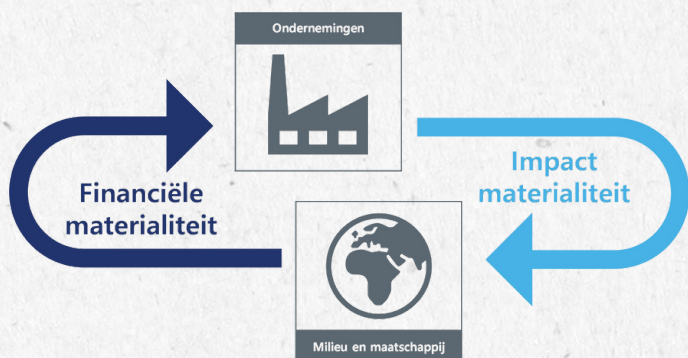 Ondernemingen
Financiële
materialiteit
Impact
materialiteit
Milieu en maatschappij